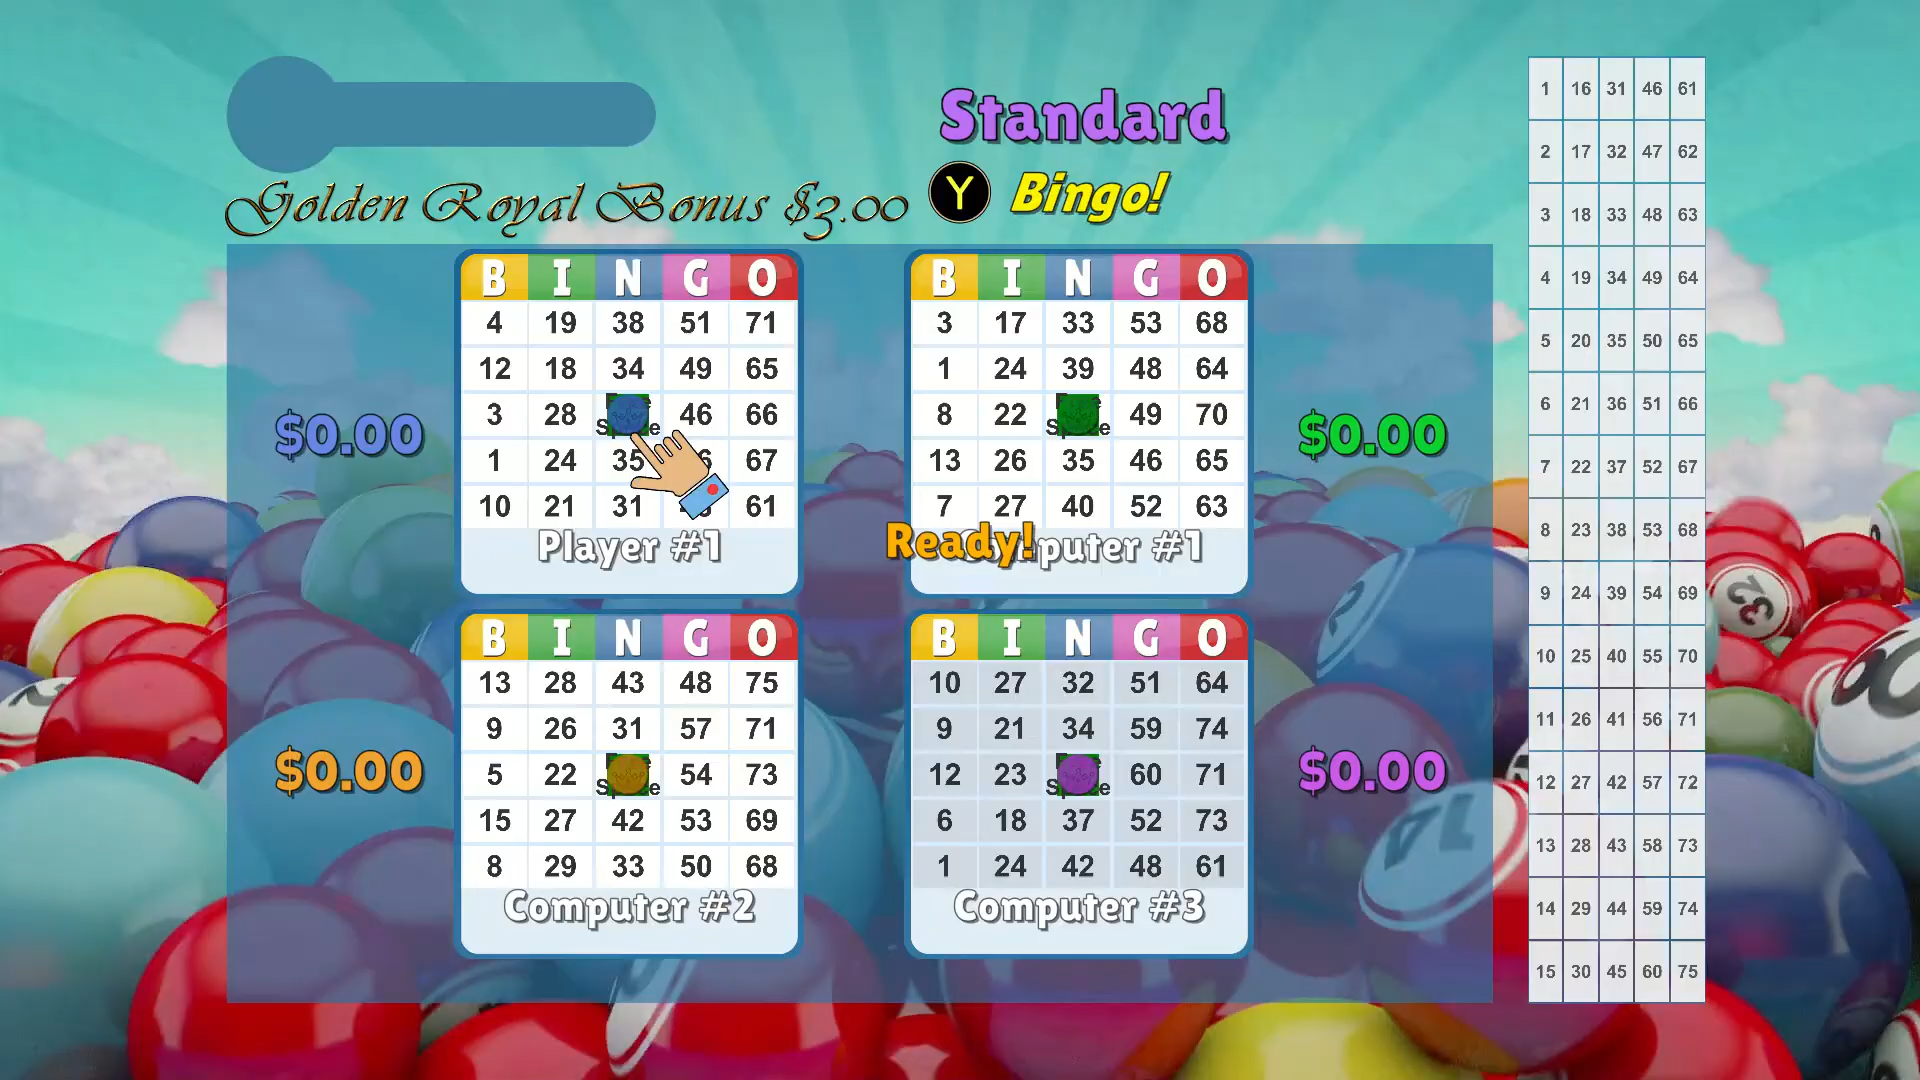 Standard
Golden Royal Bonus $3.00
Y Bingo!
B I N G O
4 19 38 51 71
12 18 34 49 65
3 28 46 66
1 24 35 67
10 21 31 61
Player #1
$0.00
B I N G O
3 17 33 53 68
1 24 39 48 64
8 22 49 70
13 26 35 46 65
7 27 40 52 63
Ready!
#1
$0.00
B I N G O
13 28 43 48 75
9 26 31 57 71
5 22 54 73
15 27 42 53 69
8 29 33 50 68
Computer #2
$0.00
B I N G O
10 27 32 51 64
9 21 34 59 74
12 23 60 71
6 18 37 52 73
1 24 42 48 61
Computer #3
$0.00
1 16 31 46 61
2 17 32 47 62
3 18 33 48 63
4 19 34 49 64
5 20 35 50 65
6 21 36 51 66
7 22 37 52 67
8 23 38 53 68
9 24 39 54 69
10 25 40 55 70
11 26 41 56 71
12 27 42 57 72
13 28 43 58 73
14 29 44 59 74
15 30 45 60 75